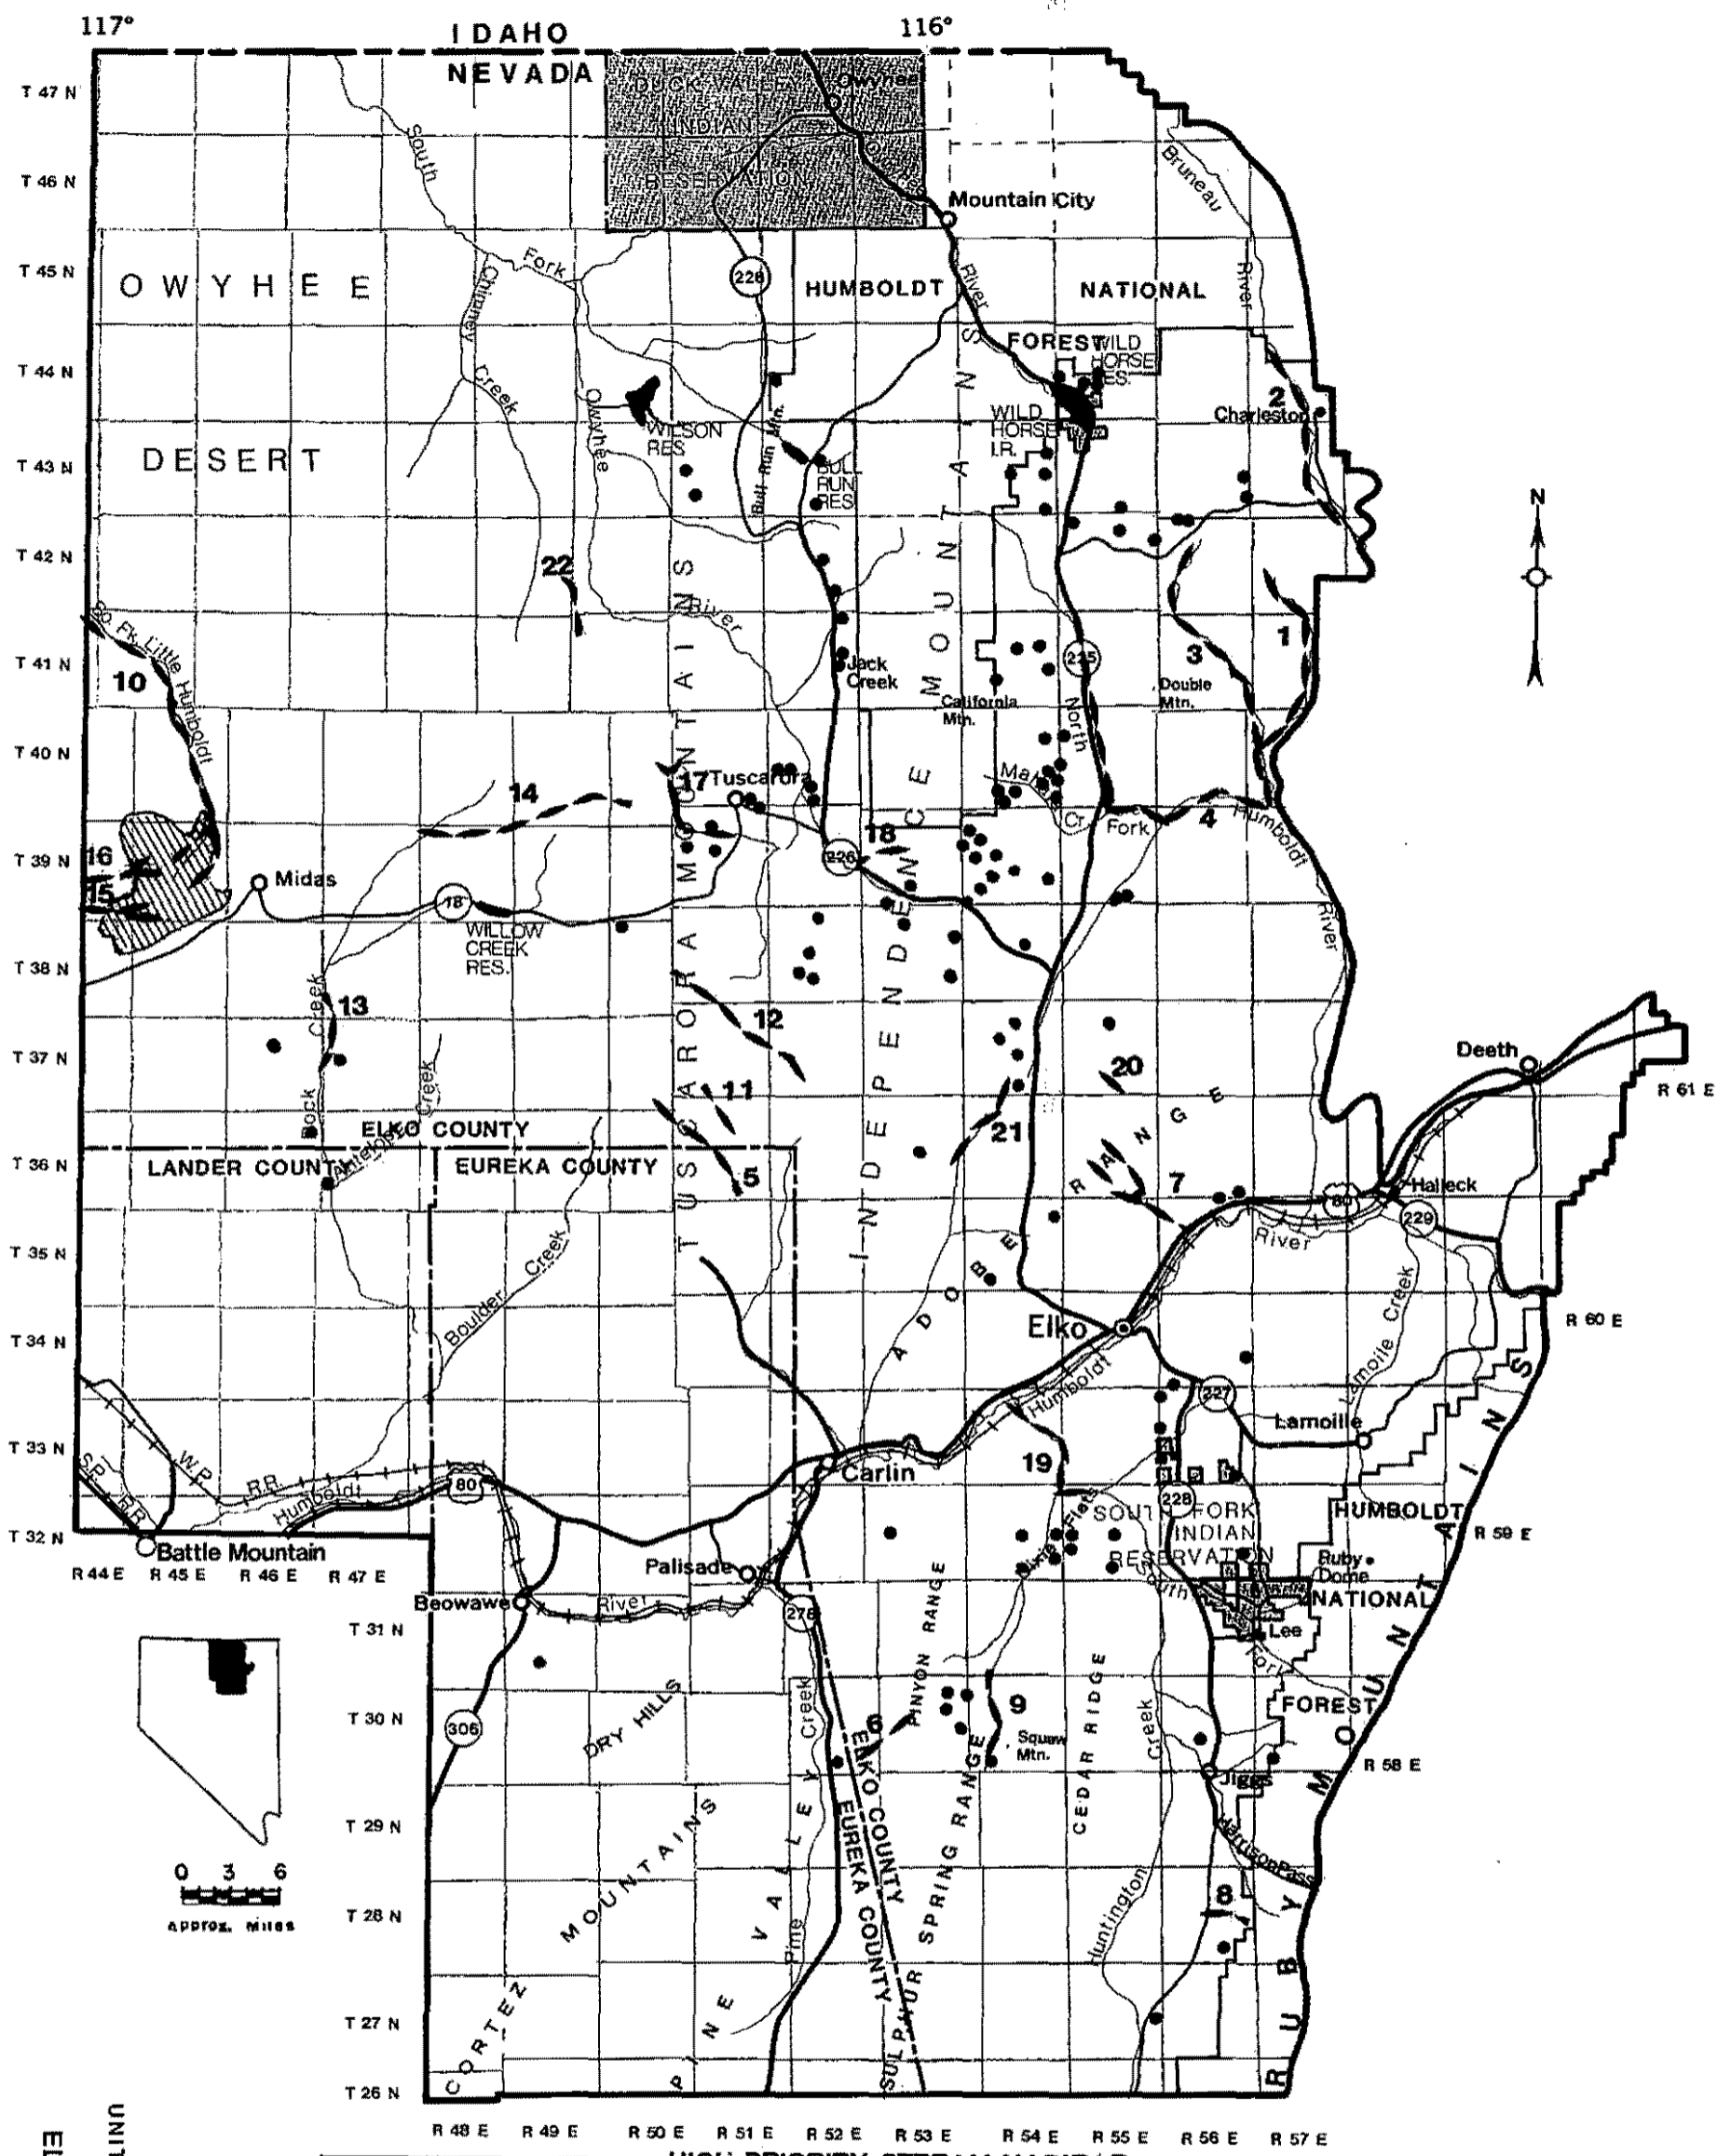 117°
116°
IDAHO
NEVADA
T 47 N
T 46 N
T 45 N
T 44 N
T 43 N
T 42 N
T 41 N
T 40 N
T 39 N
T 38 N
T 37 N
T 36 N
T 35 N
T 34 N
T 33 N
T 32 N
DUCK VALLEY
INDIAN
RESERVATION
Owyhee
Mountain City
Bruneau
River
South
Fork
Owyhee
River
OWYHEE
DESERT
Chimney
Creek
226
HUMBOLDT
NATIONAL
FOREST
River
WILD
HORSE
RES.
WILD
HORSE
I.R.
2
Charleston
WILSON
RES.
Bull Run Mtn.
BULL
RUN
RES.
22
N
So. Fk. Little Humboldt
10
Jack
Creek
California
Mtn.
225
North
Fork
Humboldt
River
3
1
Double
Mtn.
4
14
17
Tuscarora
18
226
16
15
Midas
18
WILLOW
CREEK
RES.
Rock
Creek
13
12
11
5
20
21
7
TUSCARORA MOUNTAINS
INDEPENDENCE MOUNTAINS
ADOBE RANGE
Deeth
R 61 E
ELKO COUNTY
LANDER COUNTY
EUREKA COUNTY
Antelope
Creek
Boulder Creek
80
Halleck
229
River
Elko
Humboldt
Lamoille Creek
R 60 E
227
Lamoille
19
Carlin
W.P.
R.R.
S.P.
R.R.
Humboldt
80
Battle Mountain
R 44 E
R 45 E
R 46 E
R 47 E
Palisade
Beowawe
River
278
Dixie Flats
228
SOUTH FORK
INDIAN
RESERVATION
South
Fork
HUMBOLDT
NATIONAL
FOREST
Ruby
Dome
Lee
R 59 E
R 58 E
T 31 N
T 30 N
T 29 N
T 28 N
T 27 N
T 26 N
306
DRY HILLS
Creek
Pine
PINE VALLEY
CORTEZ MOUNTAINS
6
ELKO COUNTY
EUREKA COUNTY
PINYON RANGE
SULPHUR SPRING RANGE
9
Squaw
Mtn.
CEDAR RIDGE
Huntington
Creek
Jiggs
Harrison Pass
8
RUBY MOUNTAINS
0 3 6
Approx. Miles
R 48 E
R 49 E
R 50 E
R 51 E
R 52 E
R 53 E
R 54 E
R 55 E
R 56 E
R 57 E